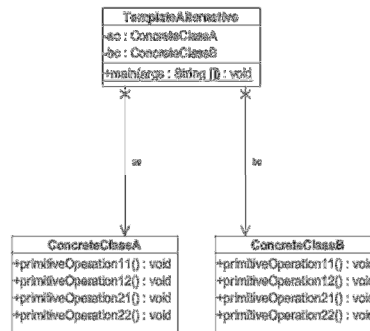 TemplateAlternative
-ac : ConcreteClassA
-bc : ConcreteClassB
+main(args : String []) : void
ac
bc
ConcreteClassA
+primitiveOperation11() : void
+primitiveOperation12() : void
+primitiveOperation21() : void
+primitiveOperation22() : void
ConcreteClassB
+primitiveOperation11() : void
+primitiveOperation12() : void
+primitiveOperation21() : void
+primitiveOperation22() : void